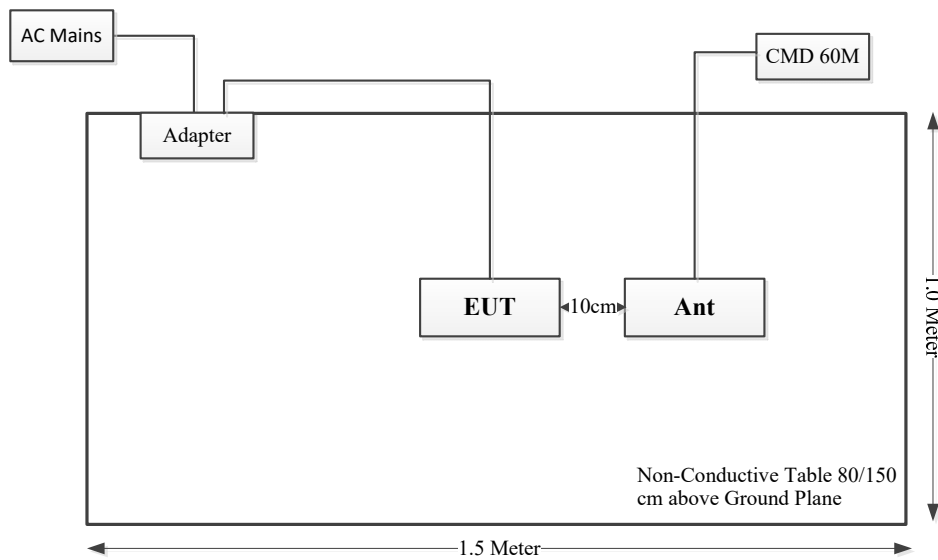 AC Mains
CMD 60M
Adapter
EUT
10cm
Ant
1.0 Meter
Non-Conductive Table 80/150
cm above Ground Plane
1.5 Meter